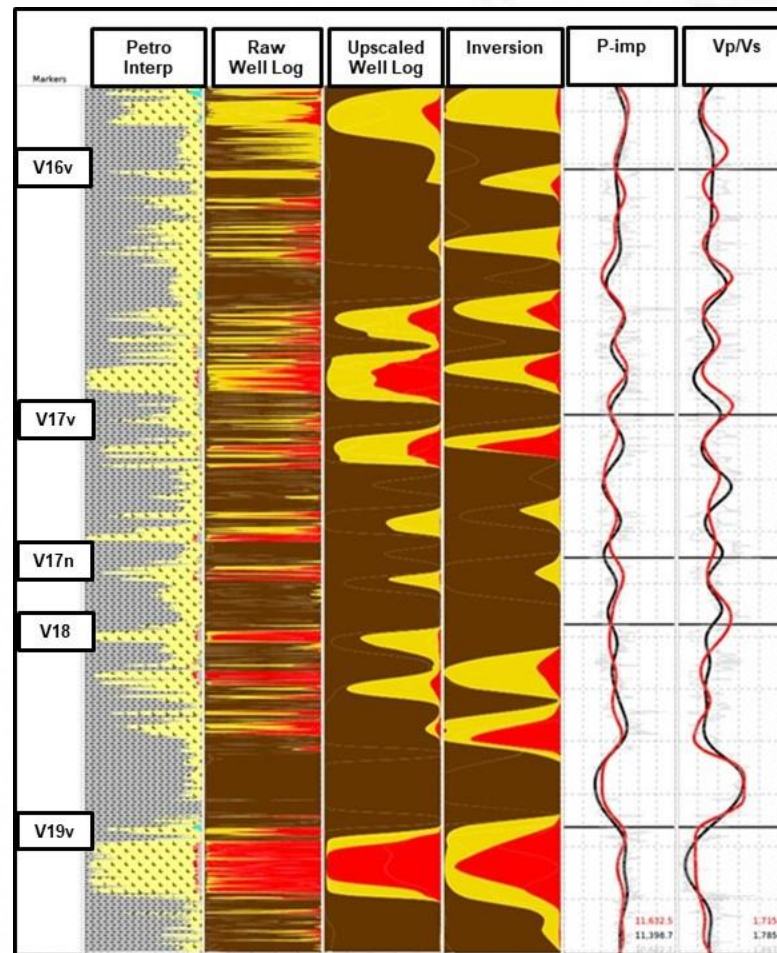 Petro
Interp
Raw
Well Log
Upscaled
Well Log
Inversion
P-imp
Vp/Vs
Markers
V16v
V17v
V17n
V18
V19v
11,632.5
1,715
11,398.7
1,785